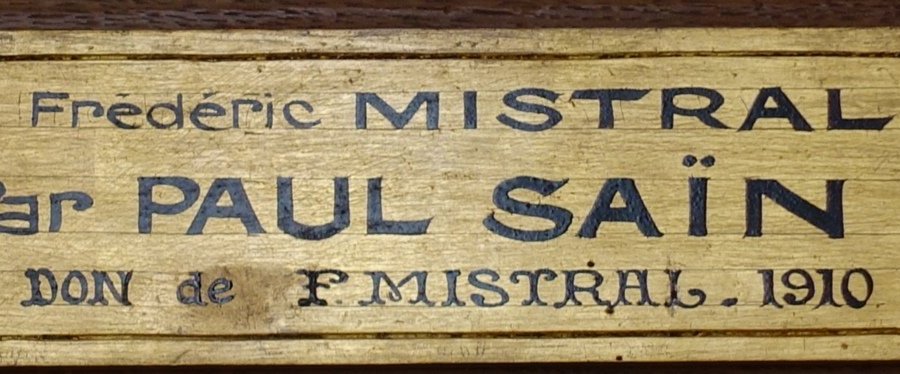 Frédéric MISTRAL
Par PAUL SAÏN
DON de F. MISTRAL. 1910